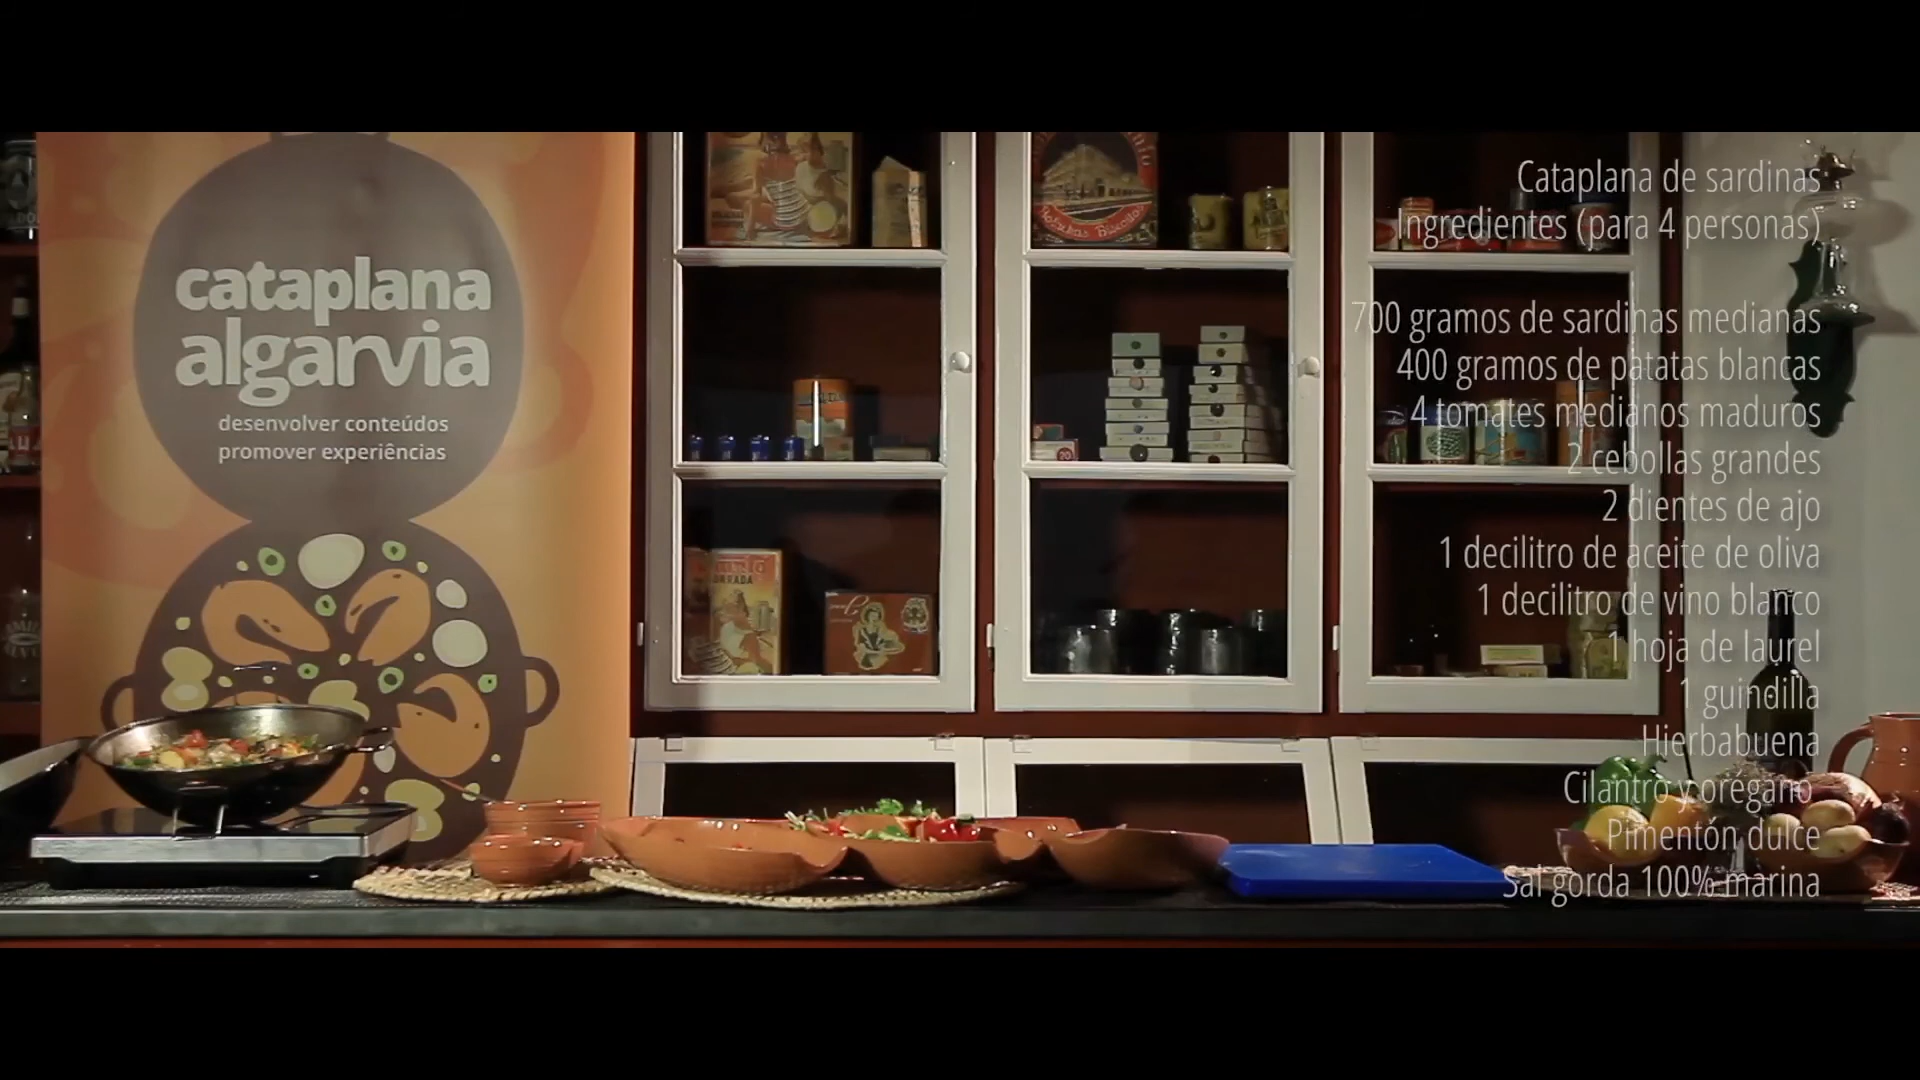 cataplana
algarvia
desenvolver conteúdos
promover experiências
Cataplana de sardinas
Ingredientes (para 4 personas)
700 gramos de sardinas medianas
400 gramos de patatas blancas
4 tomates medianos maduros
2 cebollas grandes
2 dientes de ajo
1 decilitro de aceite de oliva
1 decilitro de vino blanco
1 hoja de laurel
1 guindilla
Hierbabuena
Cilantro y orégano
Pimentón dulce
Sal gorda 100% marina